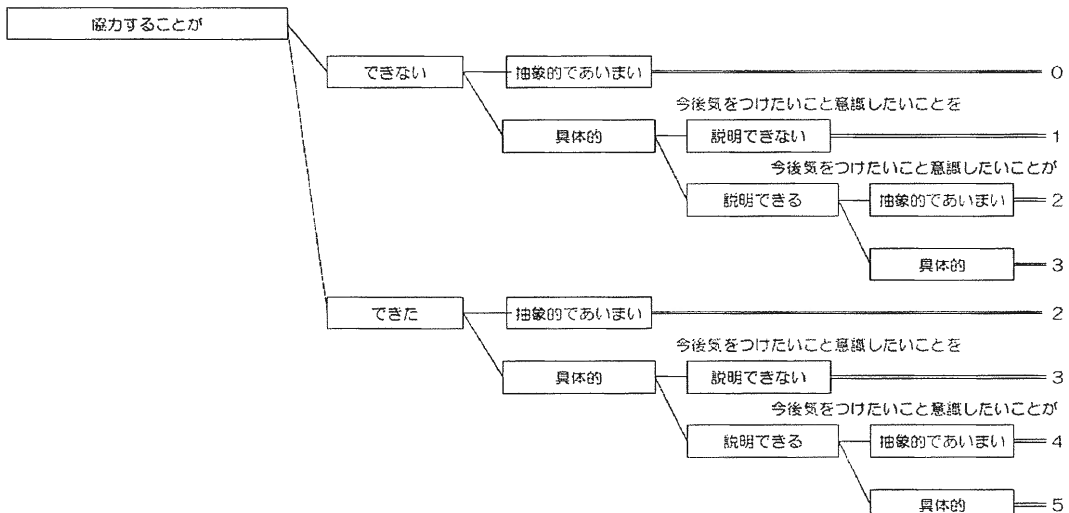 協力することが
できない
抽象的であいまい
0
今後気をつけたいこと意識したいことを
具体的
説明できない
1
今後気をつけたいこと意識したいことが
説明できる
抽象的であいまい
2
具体的
3
できた
抽象的であいまい
2
今後気をつけたいこと意識したいことを
具体的
説明できない
3
今後気をつけたいこと意識したいことが
説明できる
抽象的であいまい
4
具体的
5